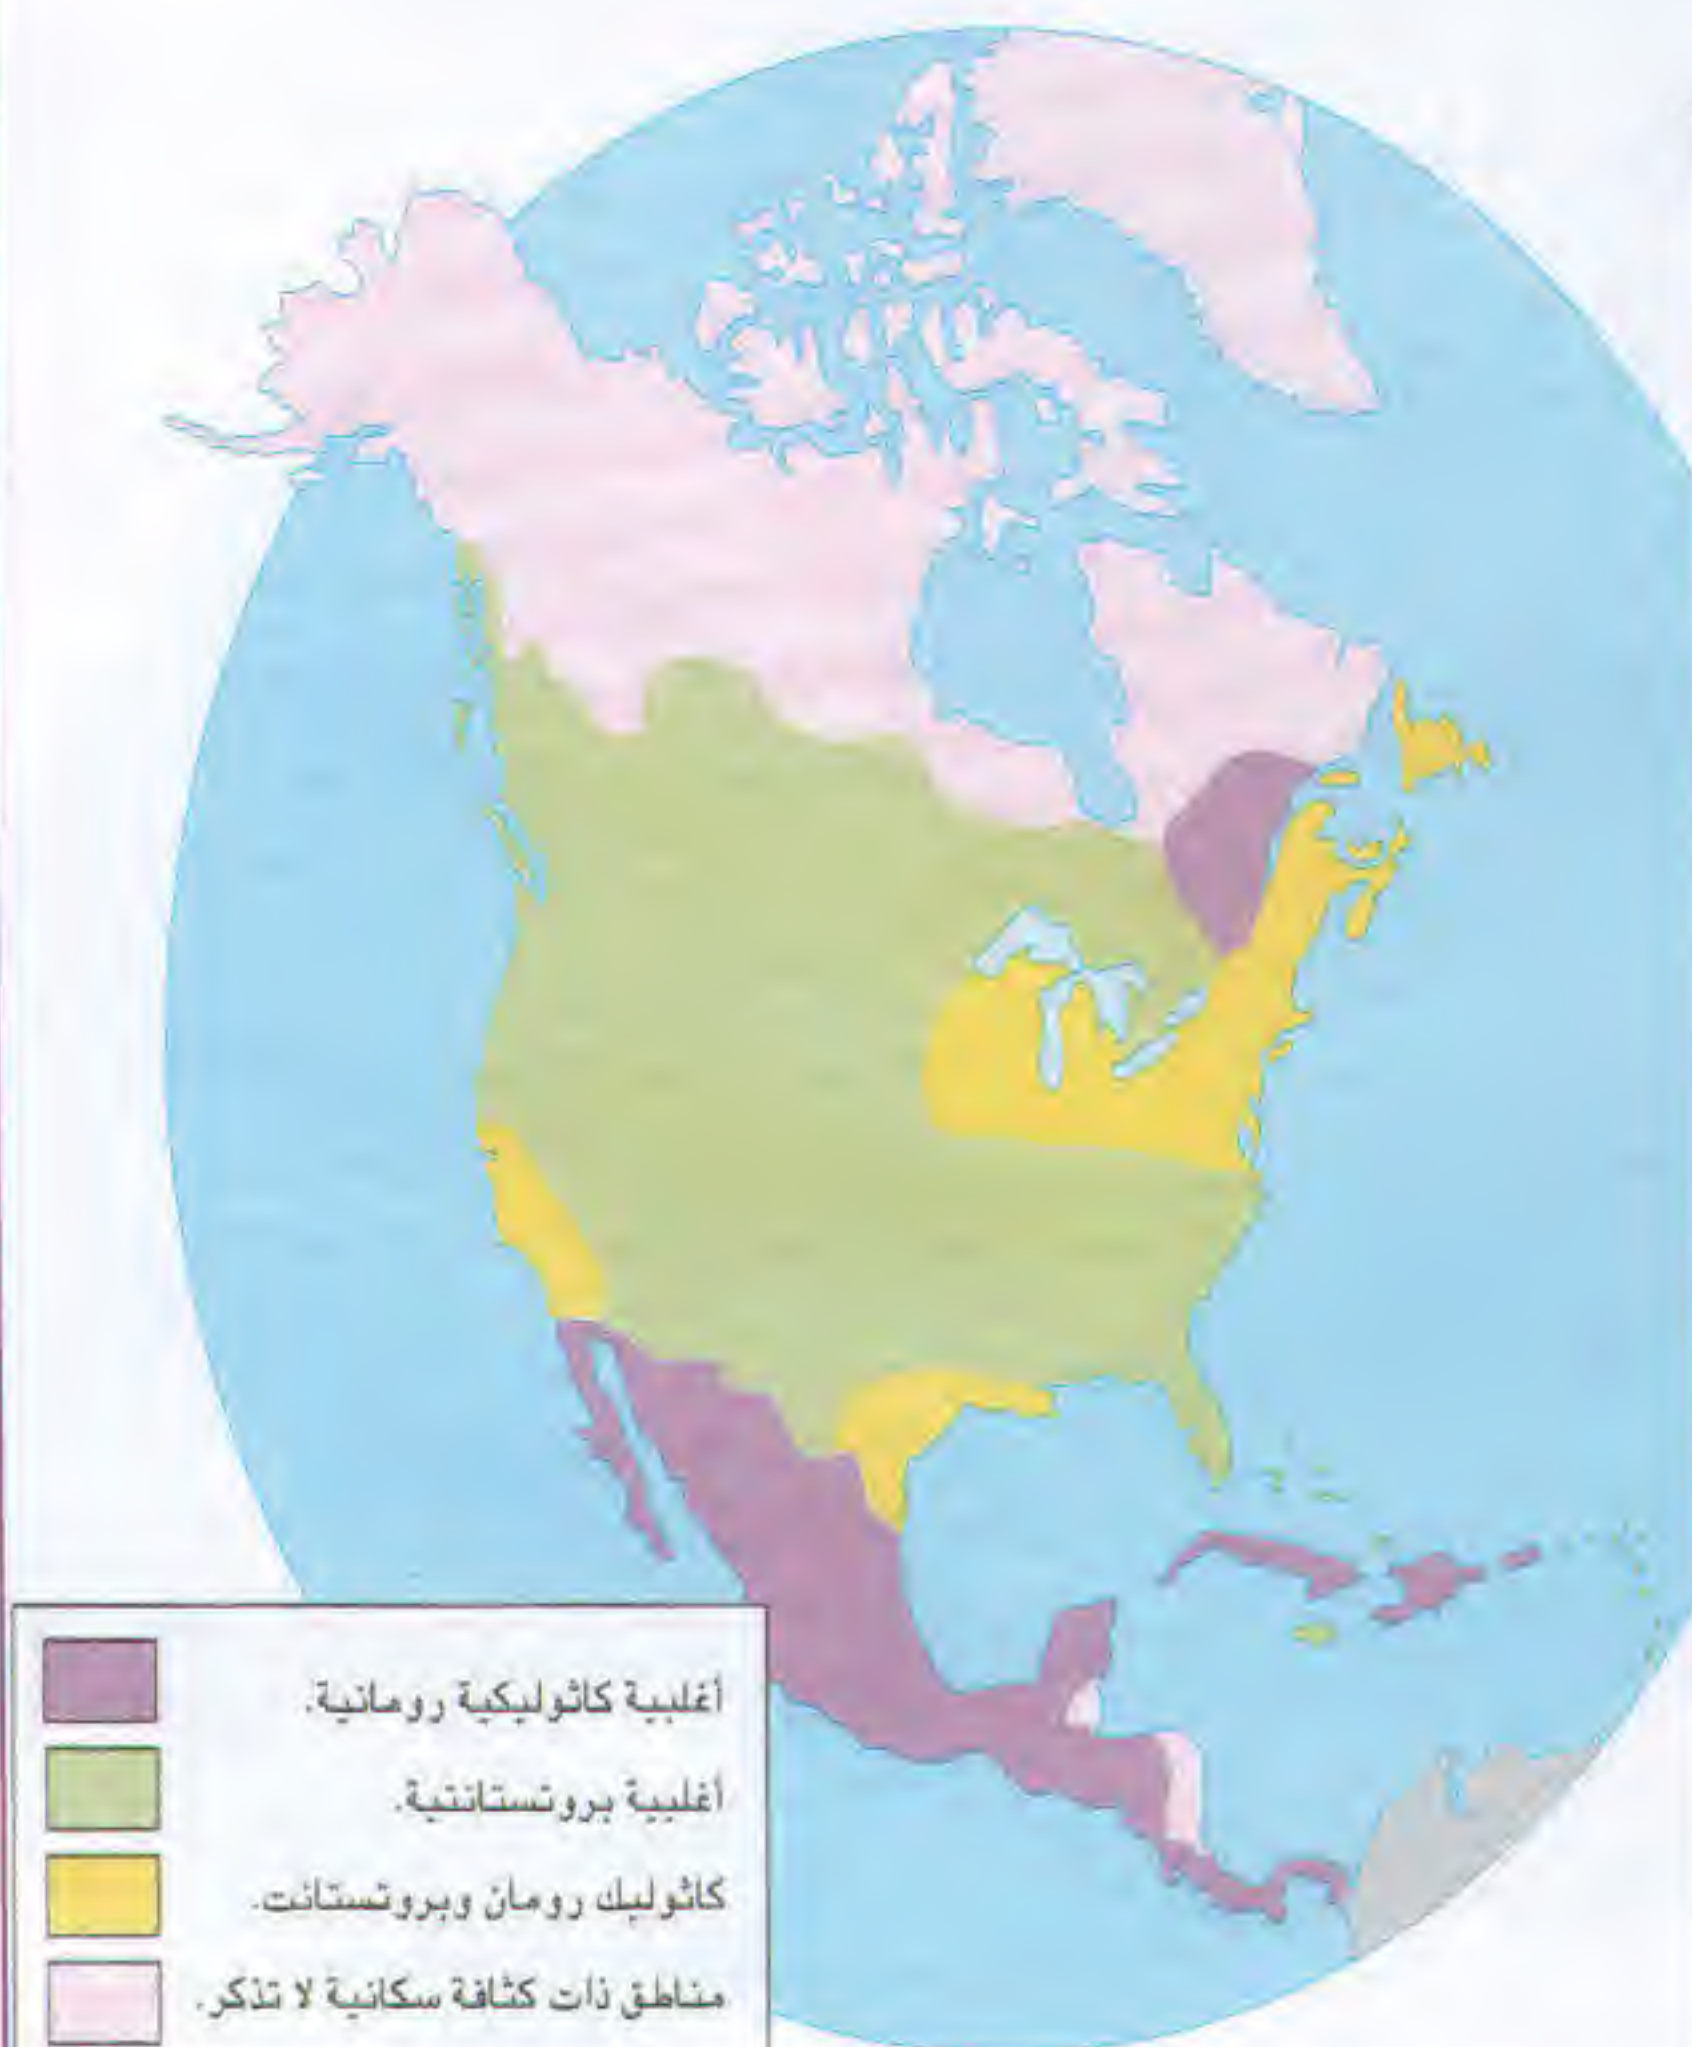 أغلبية كاثوليكية رومانية.
أغلبية بروتستانتية.
كاثوليك رومان وبروتستانت.
مناطق ذات كثافة سكانية لا تذكر.